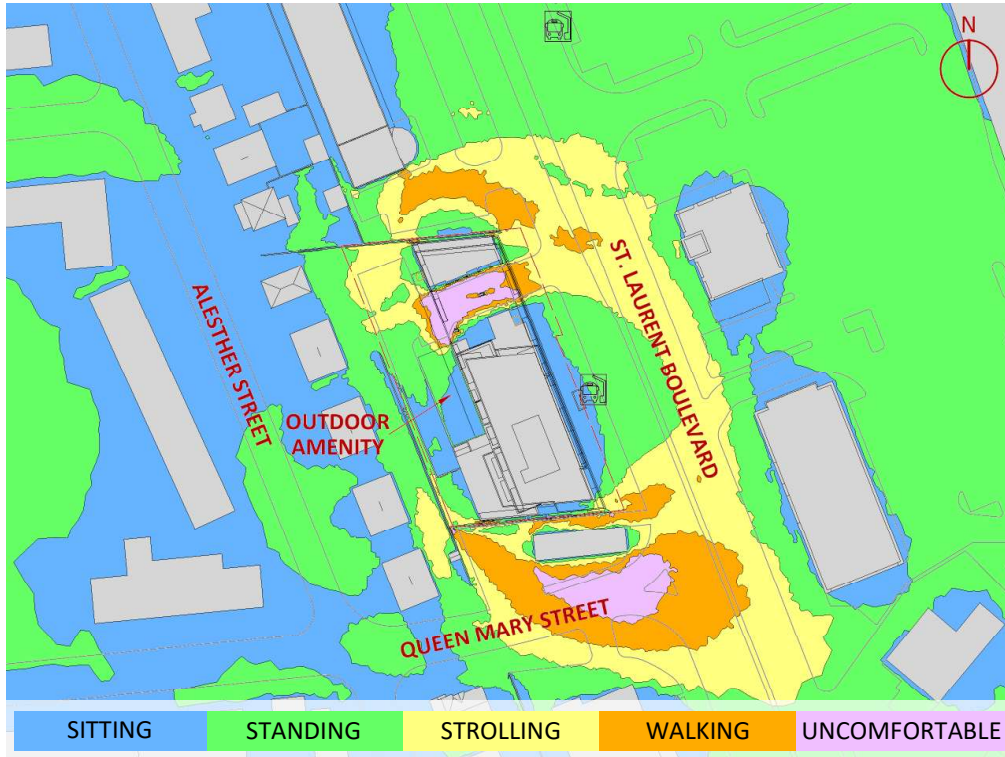 N
ST. LAURENT BOULEVARD
ALESTHER STREET
OUTDOOR
AMENITY
QUEEN MARY STREET
SITTING
STANDING
STROLLING
WALKING
UNCOMFORTABLE